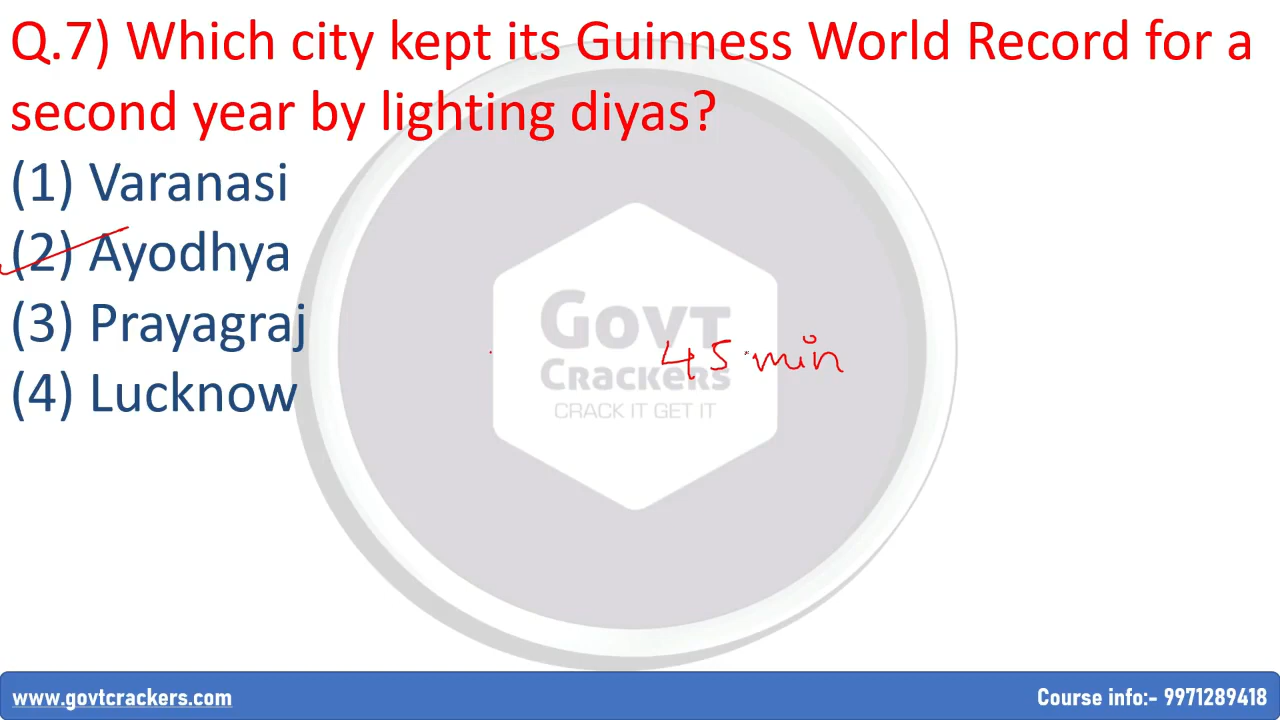 Q.7) Which city kept its Guinness World Record for a
second year by lighting diyas?
(1) Varanasi
(2) Ayodhya
(3) Prayagraj
(4) Lucknow
GOVT
CRACKERS
CRACK IT GET IT
45 min
www.govtcrackers.com
Course info:- 9971289418